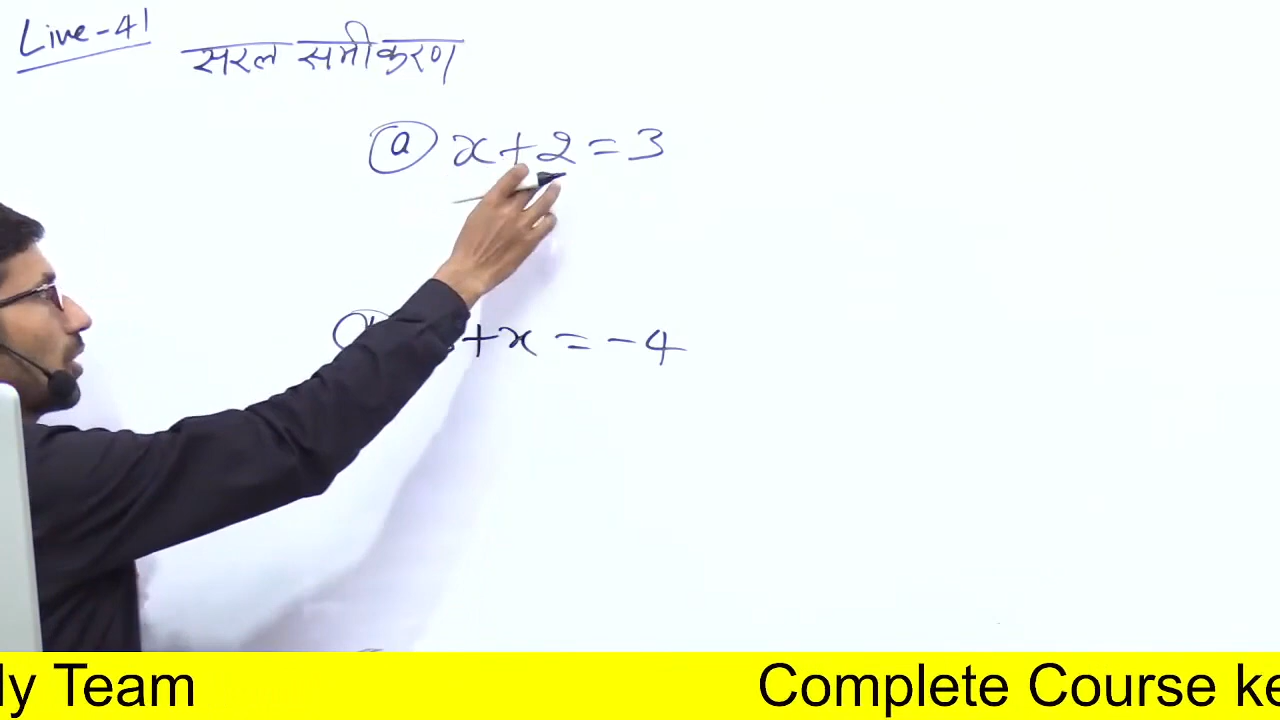 Live-41
सरल समीकरण
a x+2=3
+x = -4
ly Team Complete Course ke